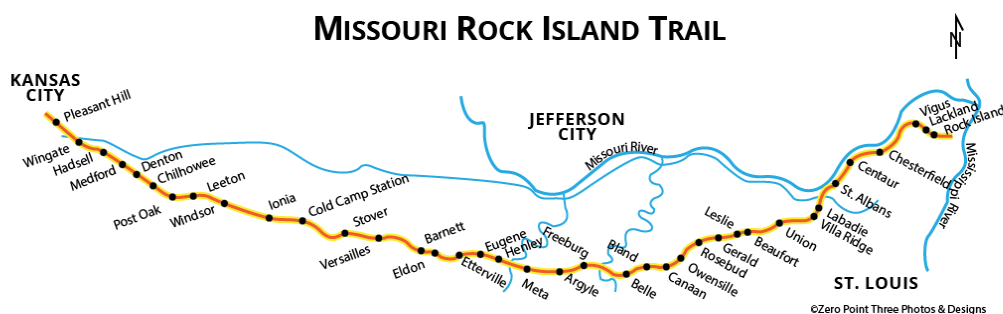 MISSOURI ROCK ISLAND TRAIL
N
KANSAS
CITY
Pleasant Hill
Wingate
Hadsell
Medford
Denton
Chilhowee
Post Oak
Leeton
Windsor
Ionia
Cold Camp Station
Stover
Versailles
Barnett
Eldon
Etterville
Eugene
Henley
Meta
Freeburg
Argyle
Bland
Belle
Canaan
Owensville
Rosebud
Gerald
Leslie
Beaufort
Union
Villa Ridge
Labadie
St. Albans
Centaur
Chesterfield
Vigus
Lackland
Rock Island
JEFFERSON
CITY
Missouri River
Mississippi River
ST. LOUIS
©Zero Point Three Photos & Designs